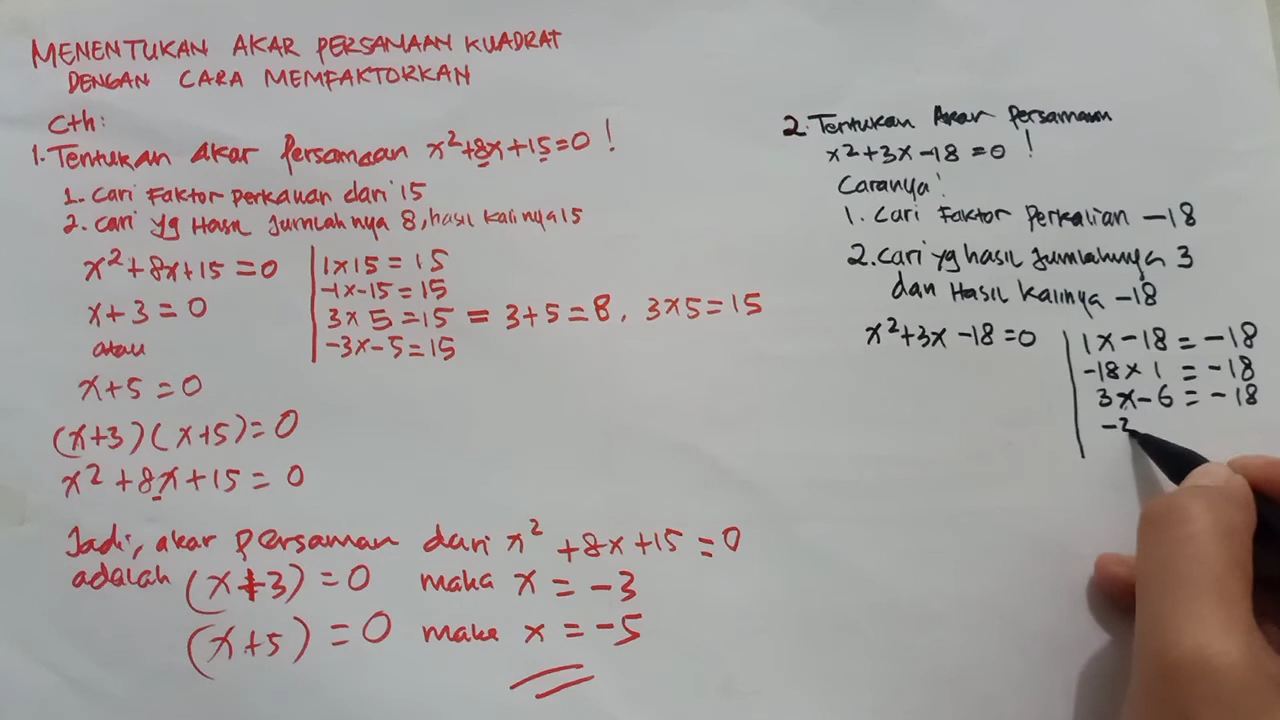 MENENTUKAN AKAR PERSAMAAN KUADRAT
DENGAN CARA MEMFAKTORKAN
Cth:
1. Tentukan Akar Persamaan x²+8x+15=0 !
1. Cari Faktor Perkalian dari 15
2. Cari yg Hasil Jumlahnya 8, hasil kalinya 15
x²+8x+15=0
x+3=0
atau
x+5=0
(x+3)(x+5)=0
x²+8x+15=0
1x15=15
-1x-15=15
3x5=15 = 3+5=8, 3x5=15
-3x-5=15
Jadi, akar persaman dari x²+8x+15=0
adalah (x+3)=0 maka x=-3
(x+5)=0 maka x=-5
2. Tentukan Akar Persamaan
x²+3x-18=0 !
Caranya:
1. Cari Faktor Perkalian -18
2. Cari yg hasil Jumlahnya 3
dan Hasil Kalinya -18
x²+3x-18=0
1x-18=-18
-18x1=-18
3x-6=-18